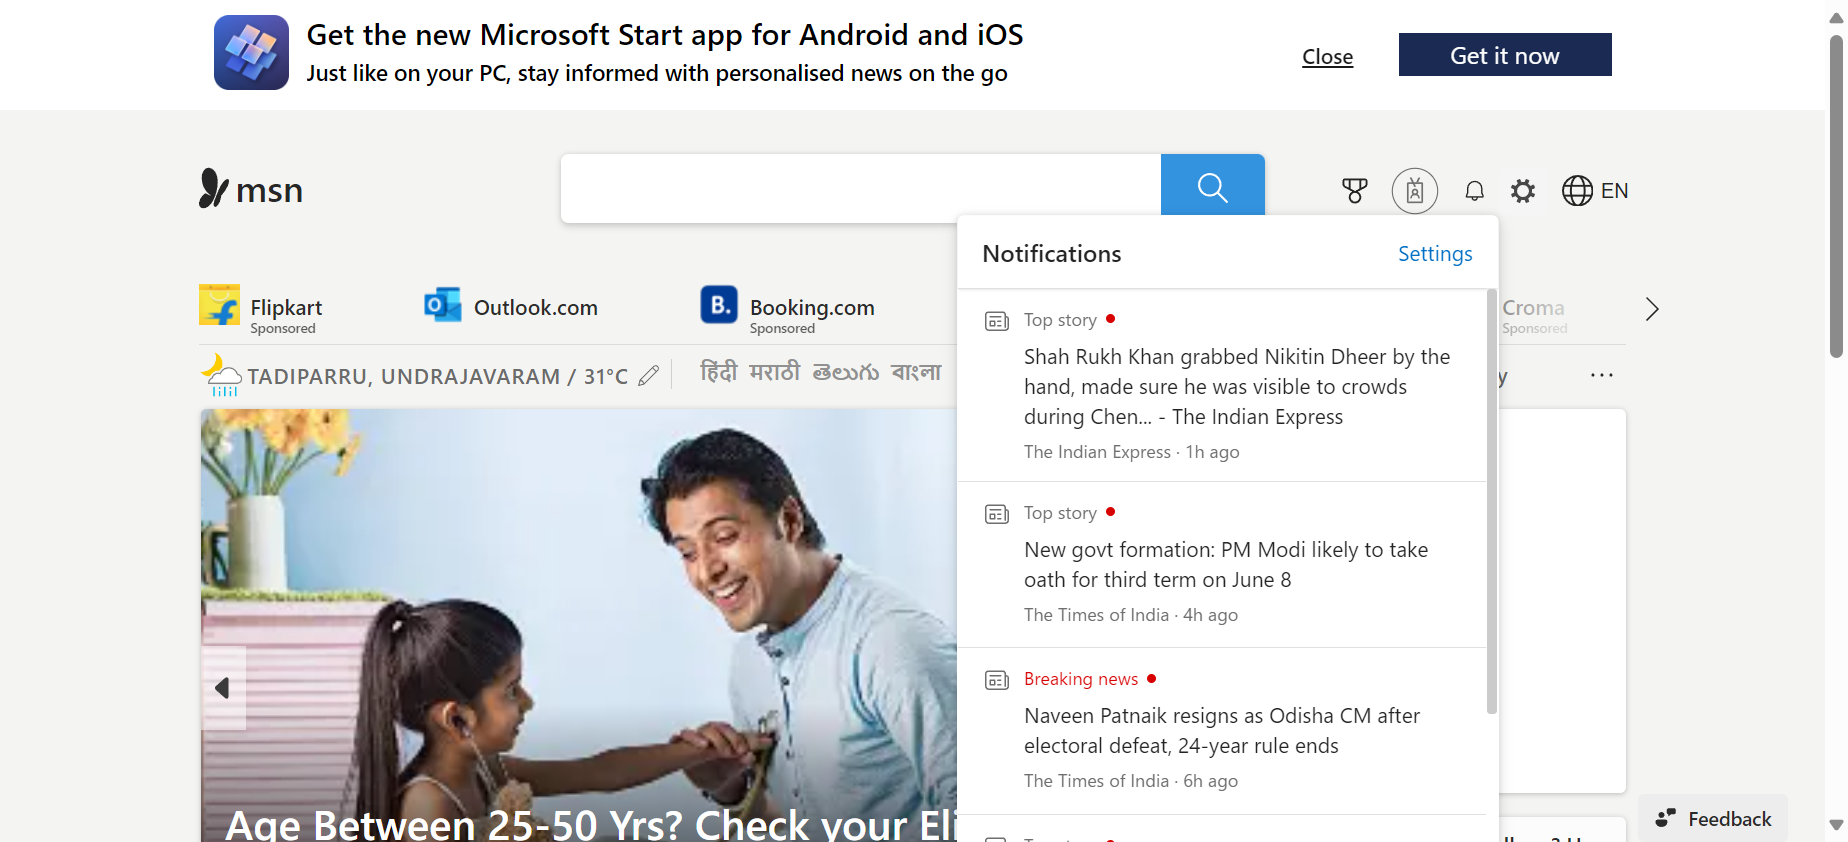 Get the new Microsoft Start app for Android and iOS
Just like on your PC, stay informed with personalised news on the go
Close
Get it now
msn
EN
Notifications
Settings
Flipkart
Sponsored
Outlook.com
B.
Booking.com
Sponsored
Croma
Sponsored
TADIPARRU, UNDRAJAVARAM / 31°C
हिंदी मराठी తెలుగు বাংলা
y
Top story
Shah Rukh Khan grabbed Nikitin Dheer by the
hand, made sure he was visible to crowds
during Chen... - The Indian Express
The Indian Express · 1h ago
Top story
New govt formation: PM Modi likely to take
oath for third term on June 8
The Times of India · 4h ago
Breaking news
Naveen Patnaik resigns as Odisha CM after
electoral defeat, 24-year rule ends
The Times of India · 6h ago
Age Between 25-50 Yrs? Check your Eli
Feedback